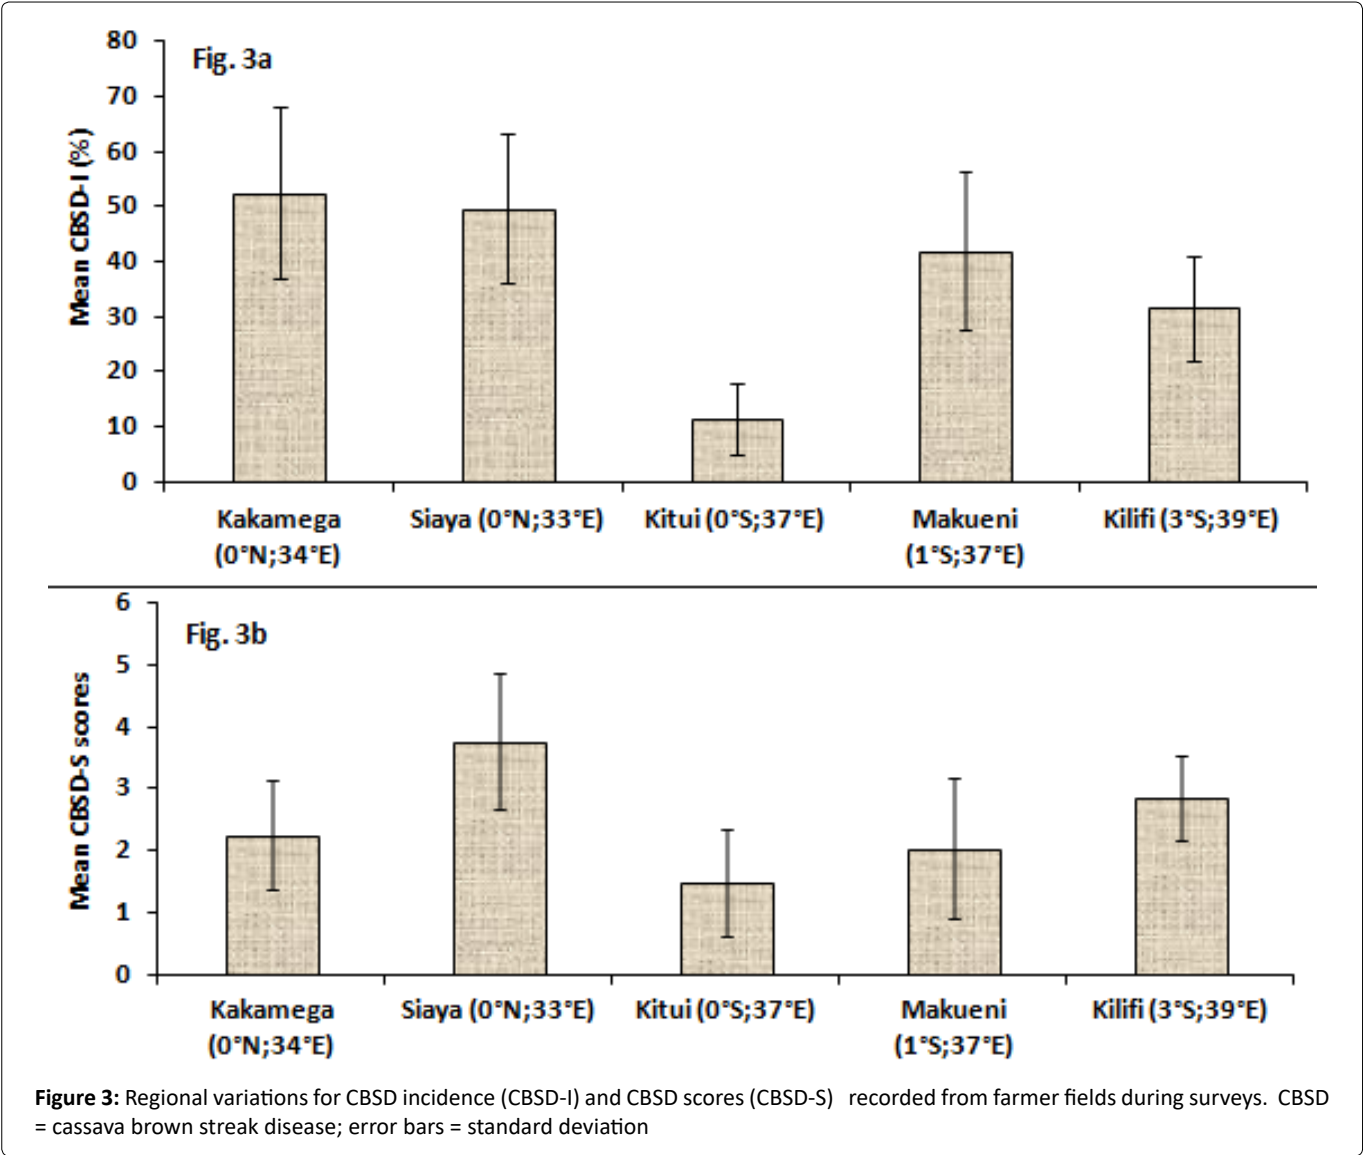 Fig. 3a
Mean CBSD-I (%)
80
70
60
50
40
30
20
10
0
Kakamega
(0°N;34°E)
Siaya (0°N;33°E)
Kitui (0°S;37°E)
Makueni
(1°S;37°E)
Kilifi (3°S;39°E)
Fig. 3b
Mean CBSD-S scores
6
5
4
3
2
1
0
Kakamega
(0°N;34°E)
Siaya (0°N;33°E)
Kitui (0°S;37°E)
Makueni
(1°S;37°E)
Kilifi (3°S;39°E)
Figure 3: Regional variations for CBSD incidence (CBSD-I) and CBSD scores (CBSD-S) recorded from farmer fields during surveys. CBSD
= cassava brown streak disease; error bars = standard deviation